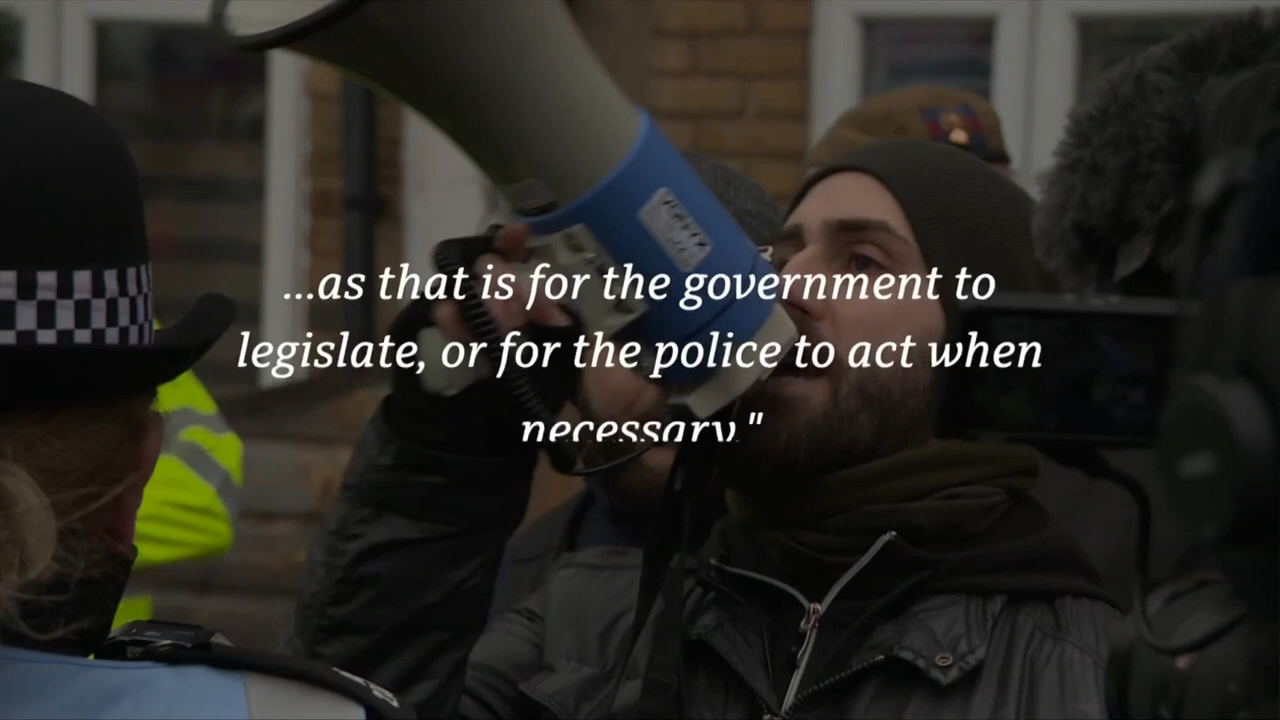 ...as that is for the government to
legislate, or for the police to act when
necessary."